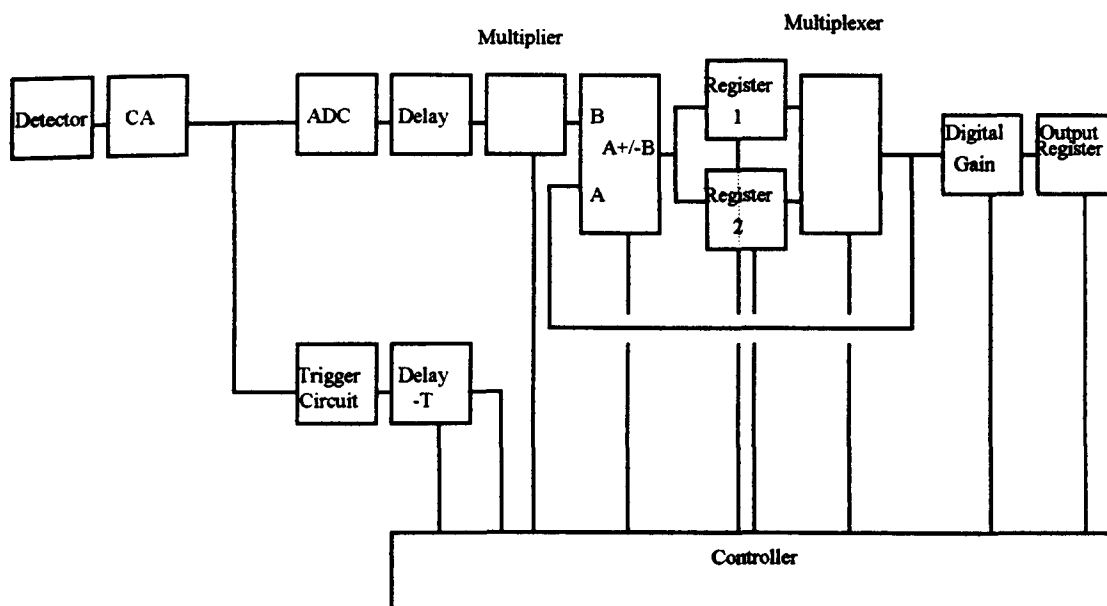 Multiplier
Multiplexer
Detector
CA
ADC
Delay
B
A+/-B
A
Register
1
Register
2
Digital
Gain
Output
Register
Trigger
Circuit
Delay
-T
Controller